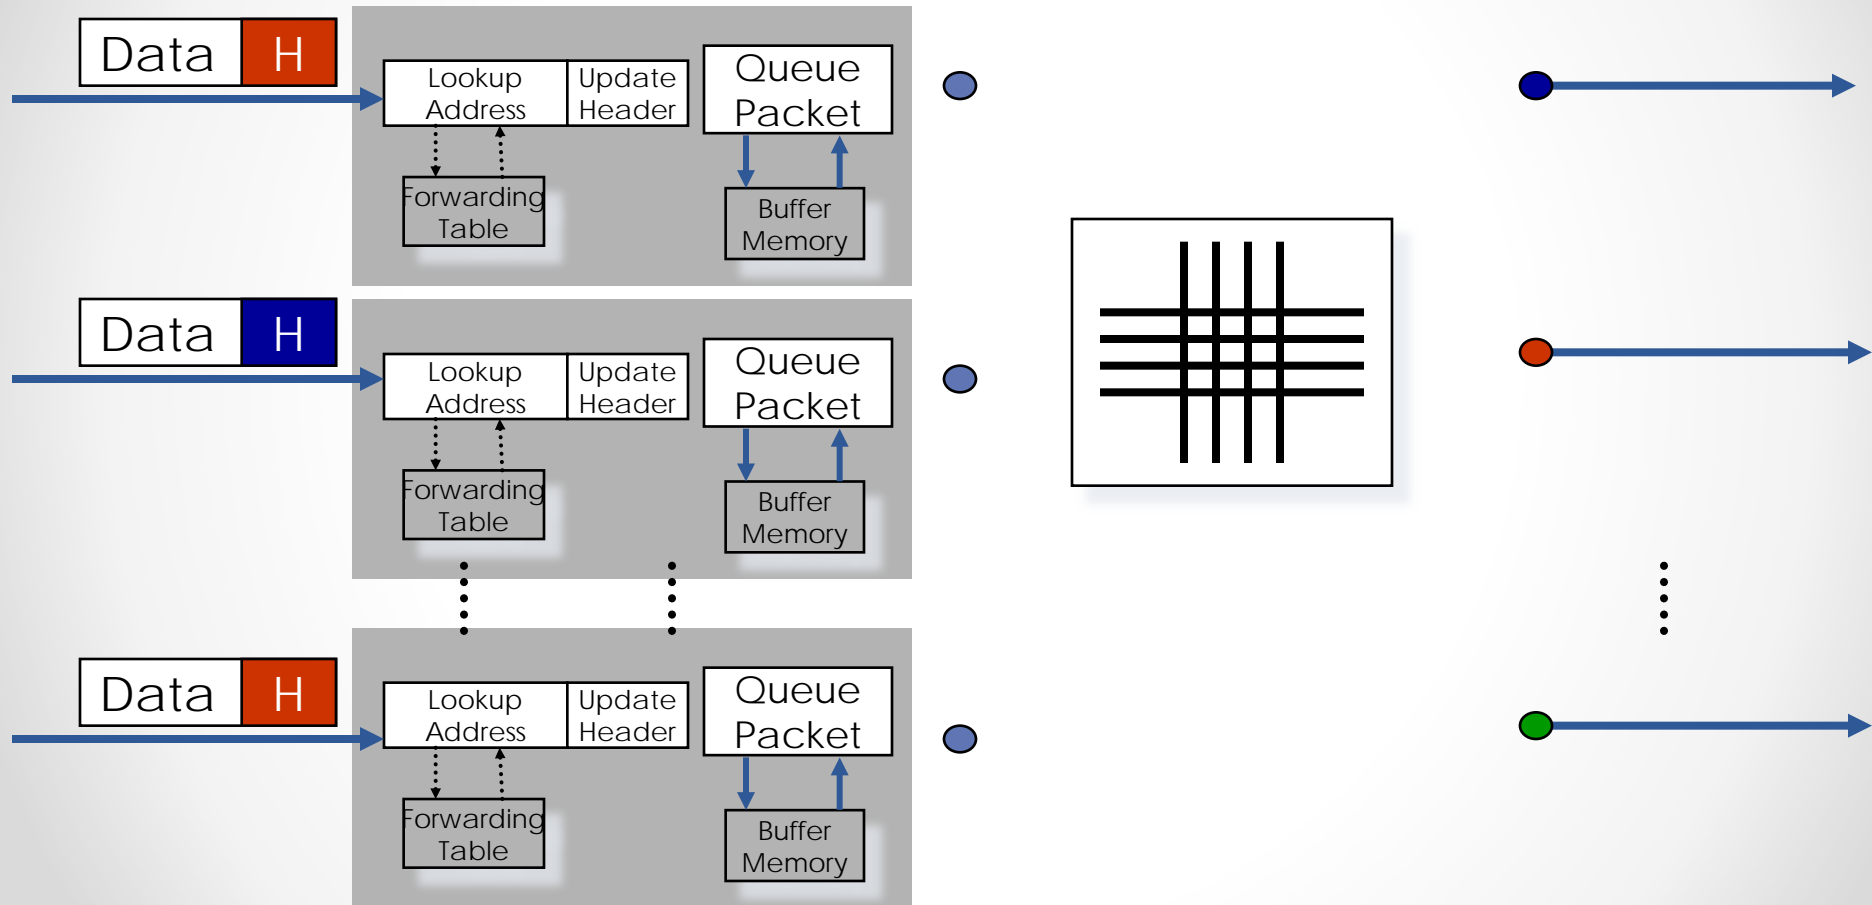 Data H
Lookup
Address
Update
Header
Queue
Packet
Forwarding
Table
Buffer
Memory
Data H
Lookup
Address
Update
Header
Queue
Packet
Forwarding
Table
Buffer
Memory
Data H
Lookup
Address
Update
Header
Queue
Packet
Forwarding
Table
Buffer
Memory